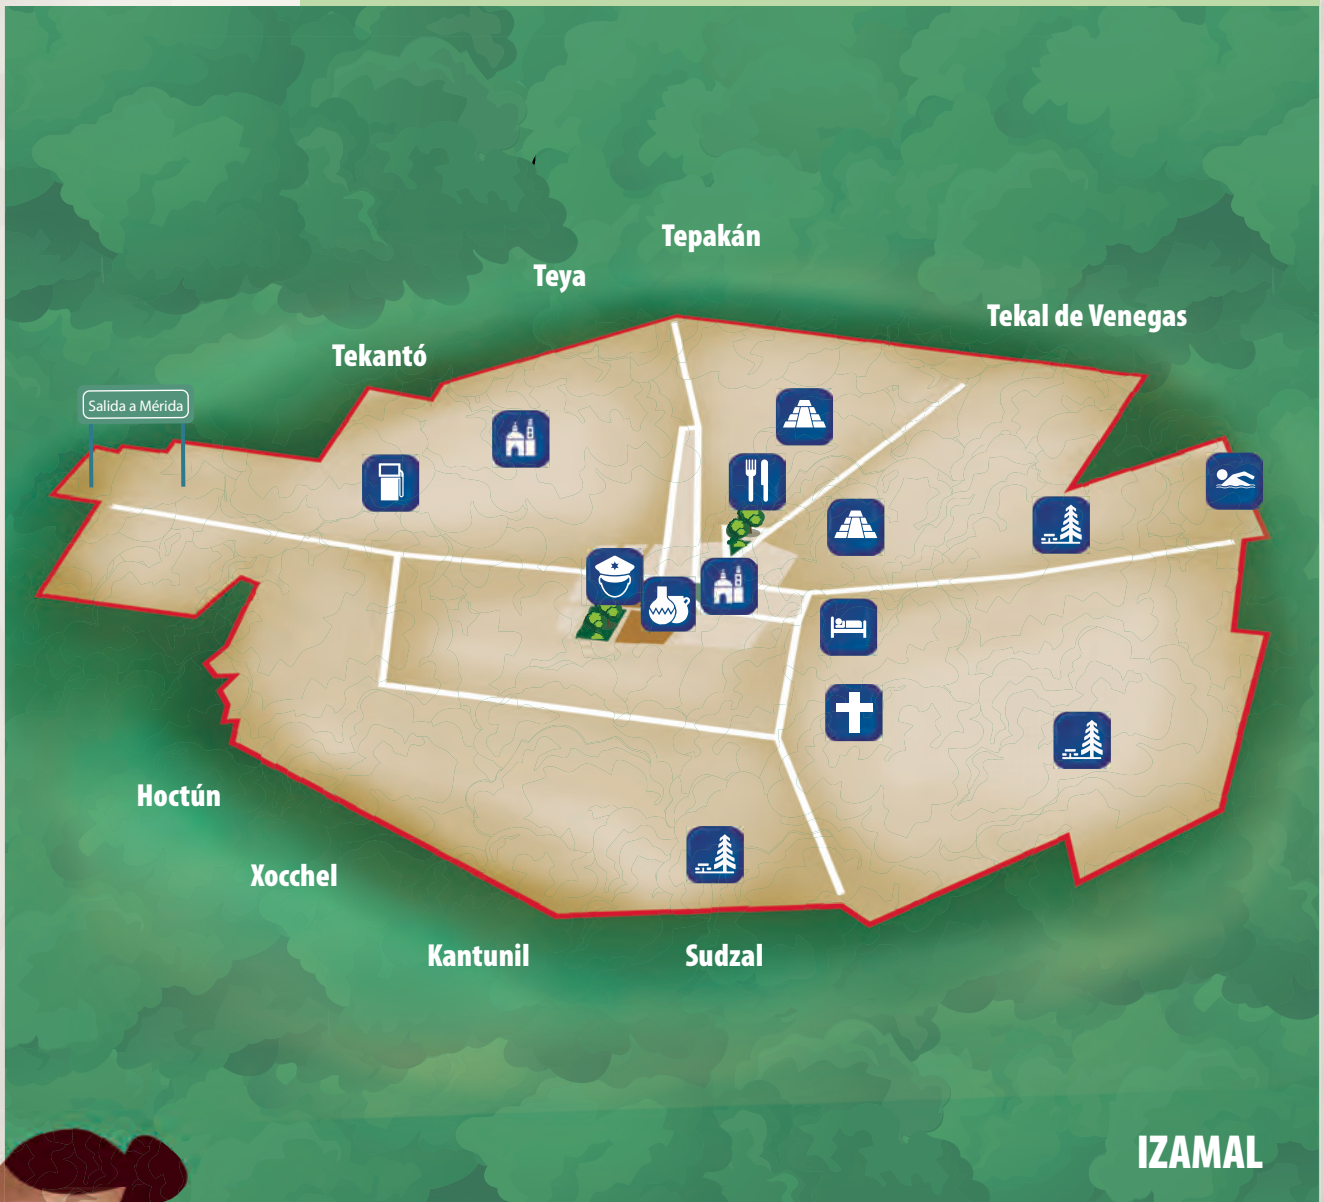 Tepakán
Teya
Tekal de Venegas
Tekantó
Salida a Mérida
Hoctún
Xocchel
Kantunil
Sudzal
IZAMAL